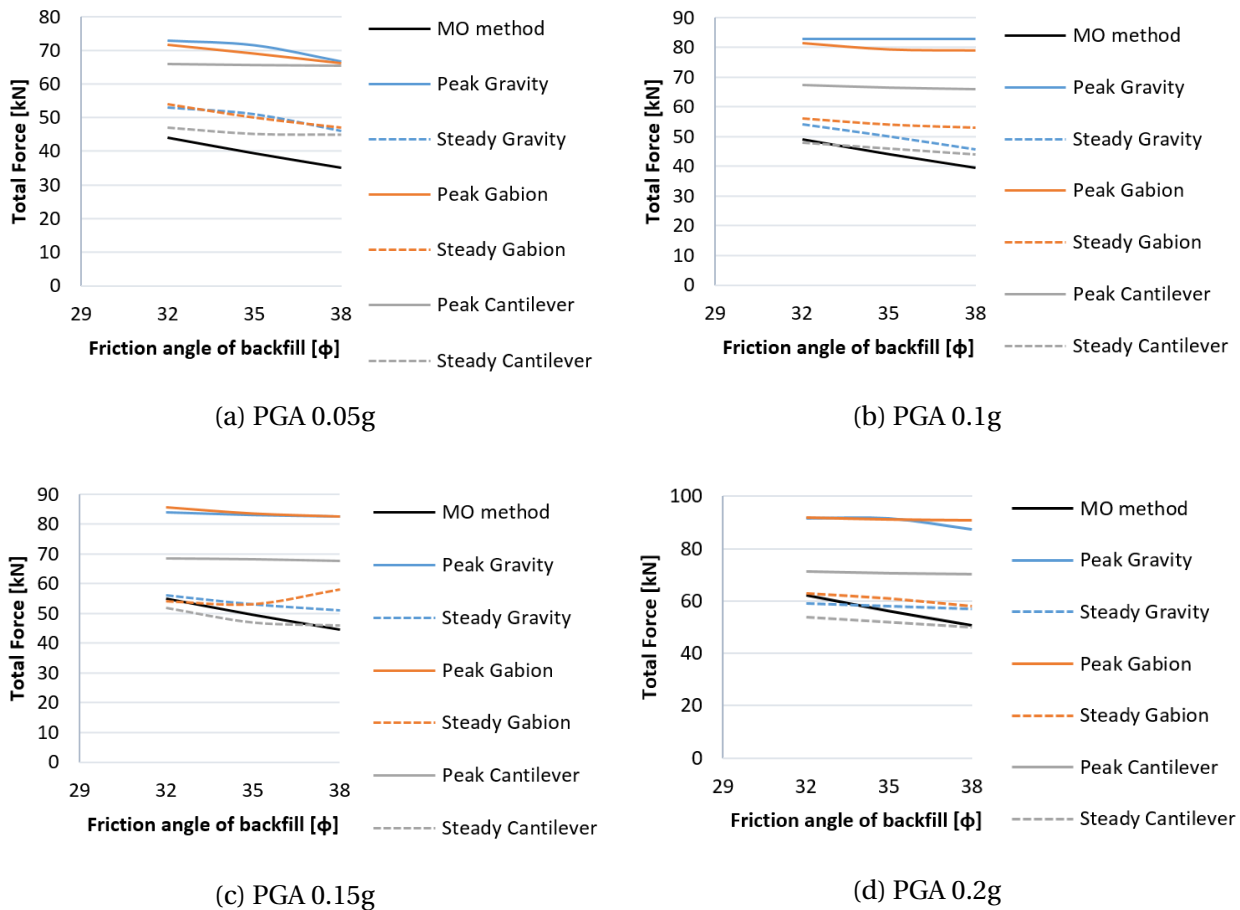 80
70
60
50
40
30
20
10
0
29 32 35 38
Total Force [kN]
Friction angle of backfill [ϕ]
MO method
Peak Gravity
Steady Gravity
Peak Gabion
Steady Gabion
Peak Cantilever
Steady Cantilever
(a) PGA 0.05g
90
80
70
60
50
40
30
20
10
0
29 32 35 38
Total Force [kN]
Friction angle of backfill [ϕ]
MO method
Peak Gravity
Steady Gravity
Peak Gabion
Steady Gabion
Peak Cantilever
Steady Cantilever
(b) PGA 0.1g
90
80
70
60
50
40
30
20
10
0
29 32 35 38
Total Force [kN]
Friction angle of backfill [ϕ]
MO method
Peak Gravity
Steady Gravity
Peak Gabion
Steady Gabion
Peak Cantilever
Steady Cantilever
(c) PGA 0.15g
100
80
60
40
20
0
29 32 35 38
Total Force [kN]
Friction angle of backfill [ϕ]
MO method
Peak Gravity
Steady Gravity
Peak Gabion
Steady Gabion
Peak Cantilever
Steady Cantilever
(d) PGA 0.2g